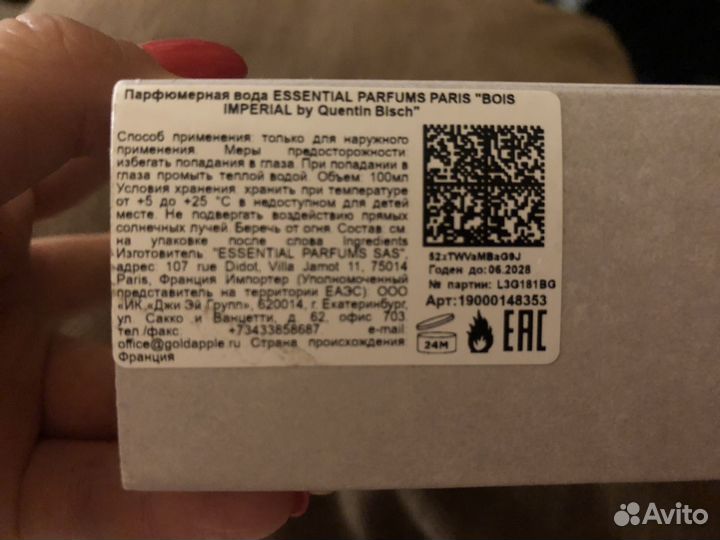 Парфюмерная вода ESSENTIAL PARFUMS PARIS "BOIS
IMPERIAL by Quentin Bisch"
Способ применения: только для наружного
применения Меры предосторожности:
избегать попадания в глаза. При попадании в
глаза промыть теплой водой. Объем: 100мл
Условия хранения: хранить при температуре
от +5 до +25 °С в недоступном для детей
месте. Не подвергать воздействию прямых
солнечных лучей. Беречь от огня. Состав см.
на упаковке после слова Ingredients
Изготовитель "ESSENTIAL PARFUMS SAS",
адрес: 107 rue Didot, Villa Jamot 11, 75014
Paris, Франция Импортер (Уполномоченный
представитель на территории ЕАЭС): ООО
«ИК «Джи Эй Групп», 620014, г. Екатеринбург,
ул. Сакко и Ванцетти, д. 62, офис 703.
тел./факс. +73433858687 e-mail
office@goldapple.ru Страна происхождения
Франция
Годен до:06.2028
№ партии: L3G181BG
Арт:19000148353
24M
EAC
Avito